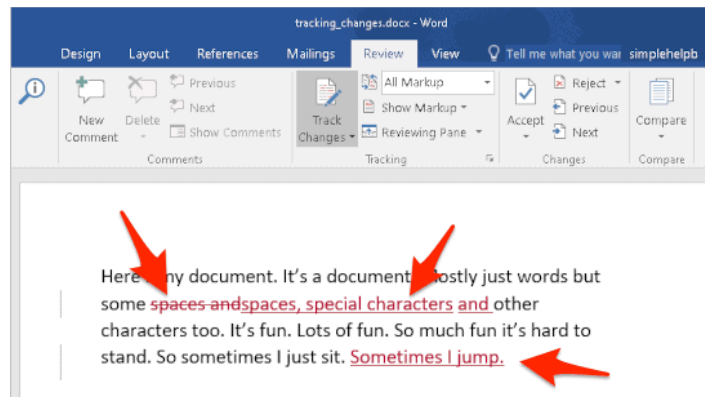 tracking_changes.docx - Word
Design Layout References Mailings Review View Tell me what you wai simplehelpb
New Comment
Delete
Previous
Next
Show Comments
Comments
Track Changes
All Markup
Show Markup
Reviewing Pane
Tracking
Accept
Reject
Previous
Next
Changes
Compare
Compare
Here my document. It's a document. Mostly just words but
some spaces andspaces, special characters and other
characters too. It's fun. Lots of fun. So much fun it's hard to
stand. So sometimes I just sit. Sometimes I jump.